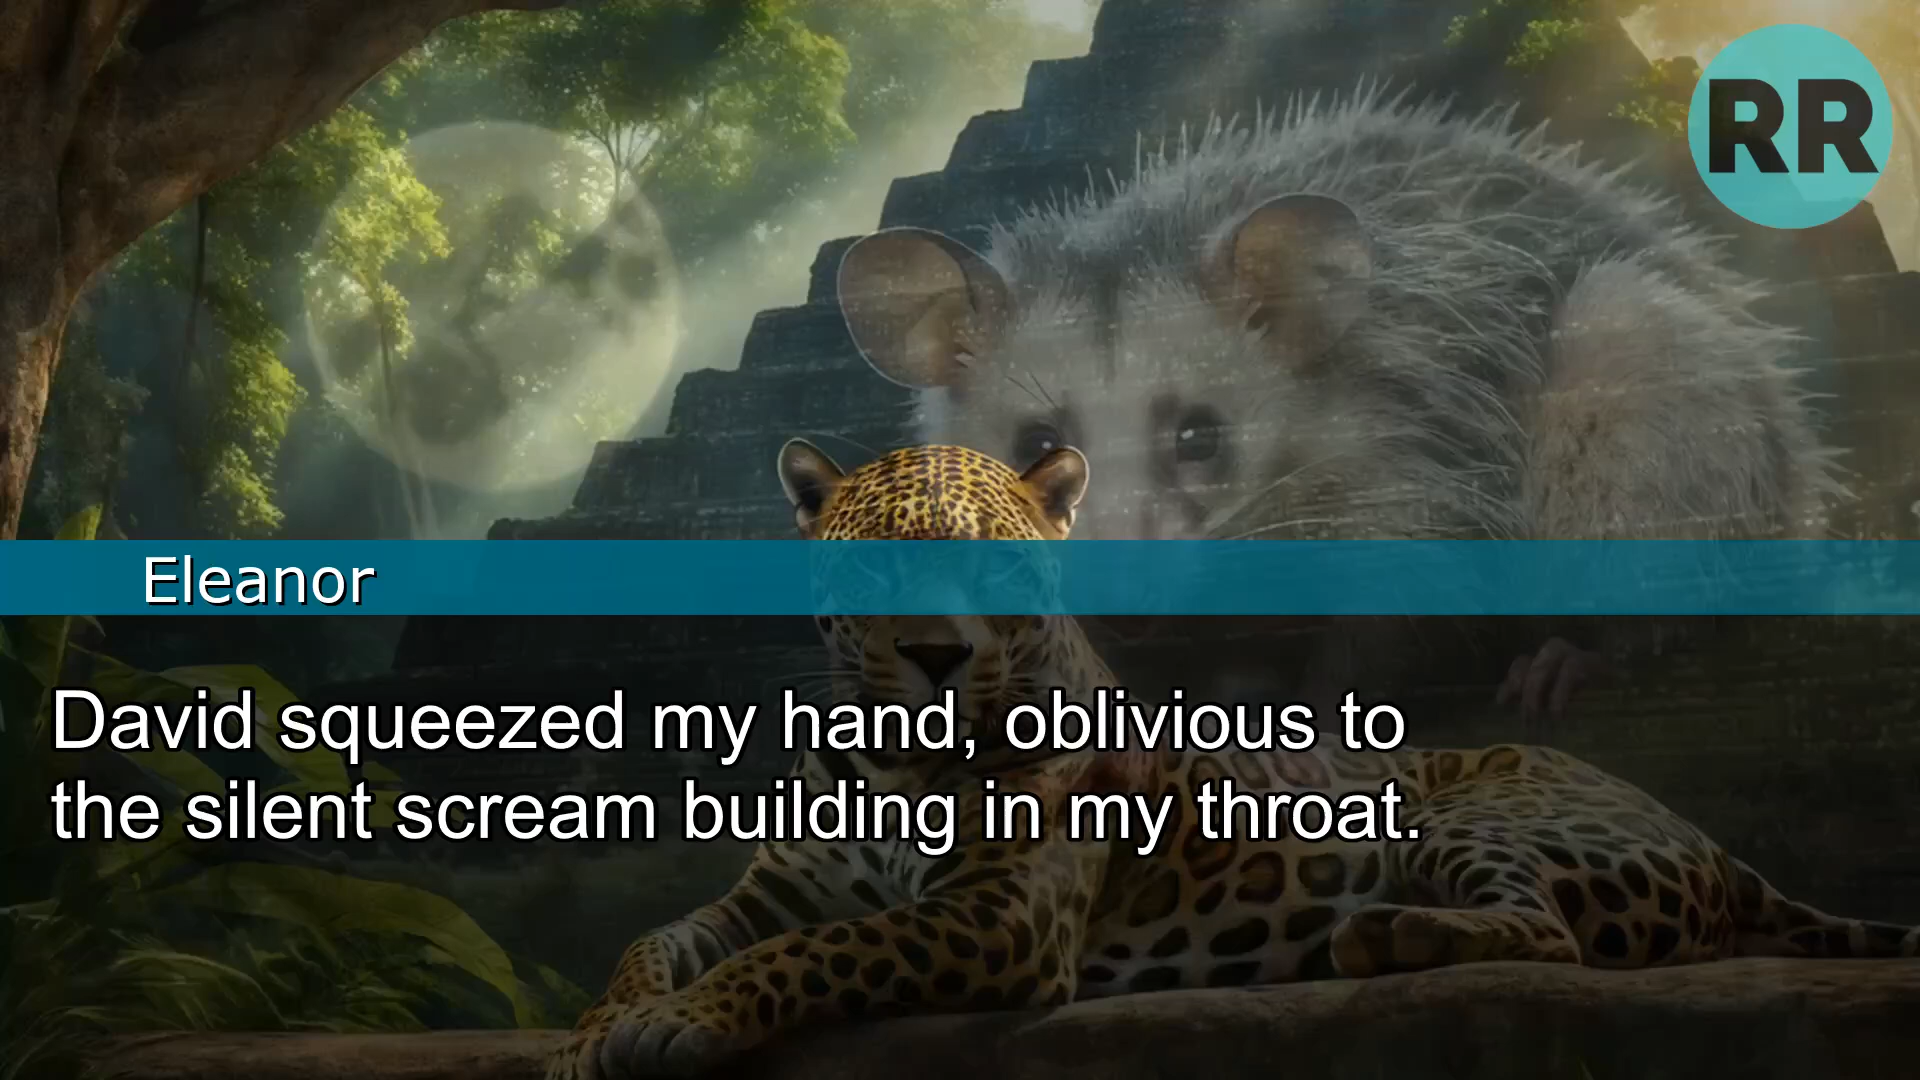 RR
Eleanor
David squeezed my hand, oblivious to
the silent scream building in my throat.